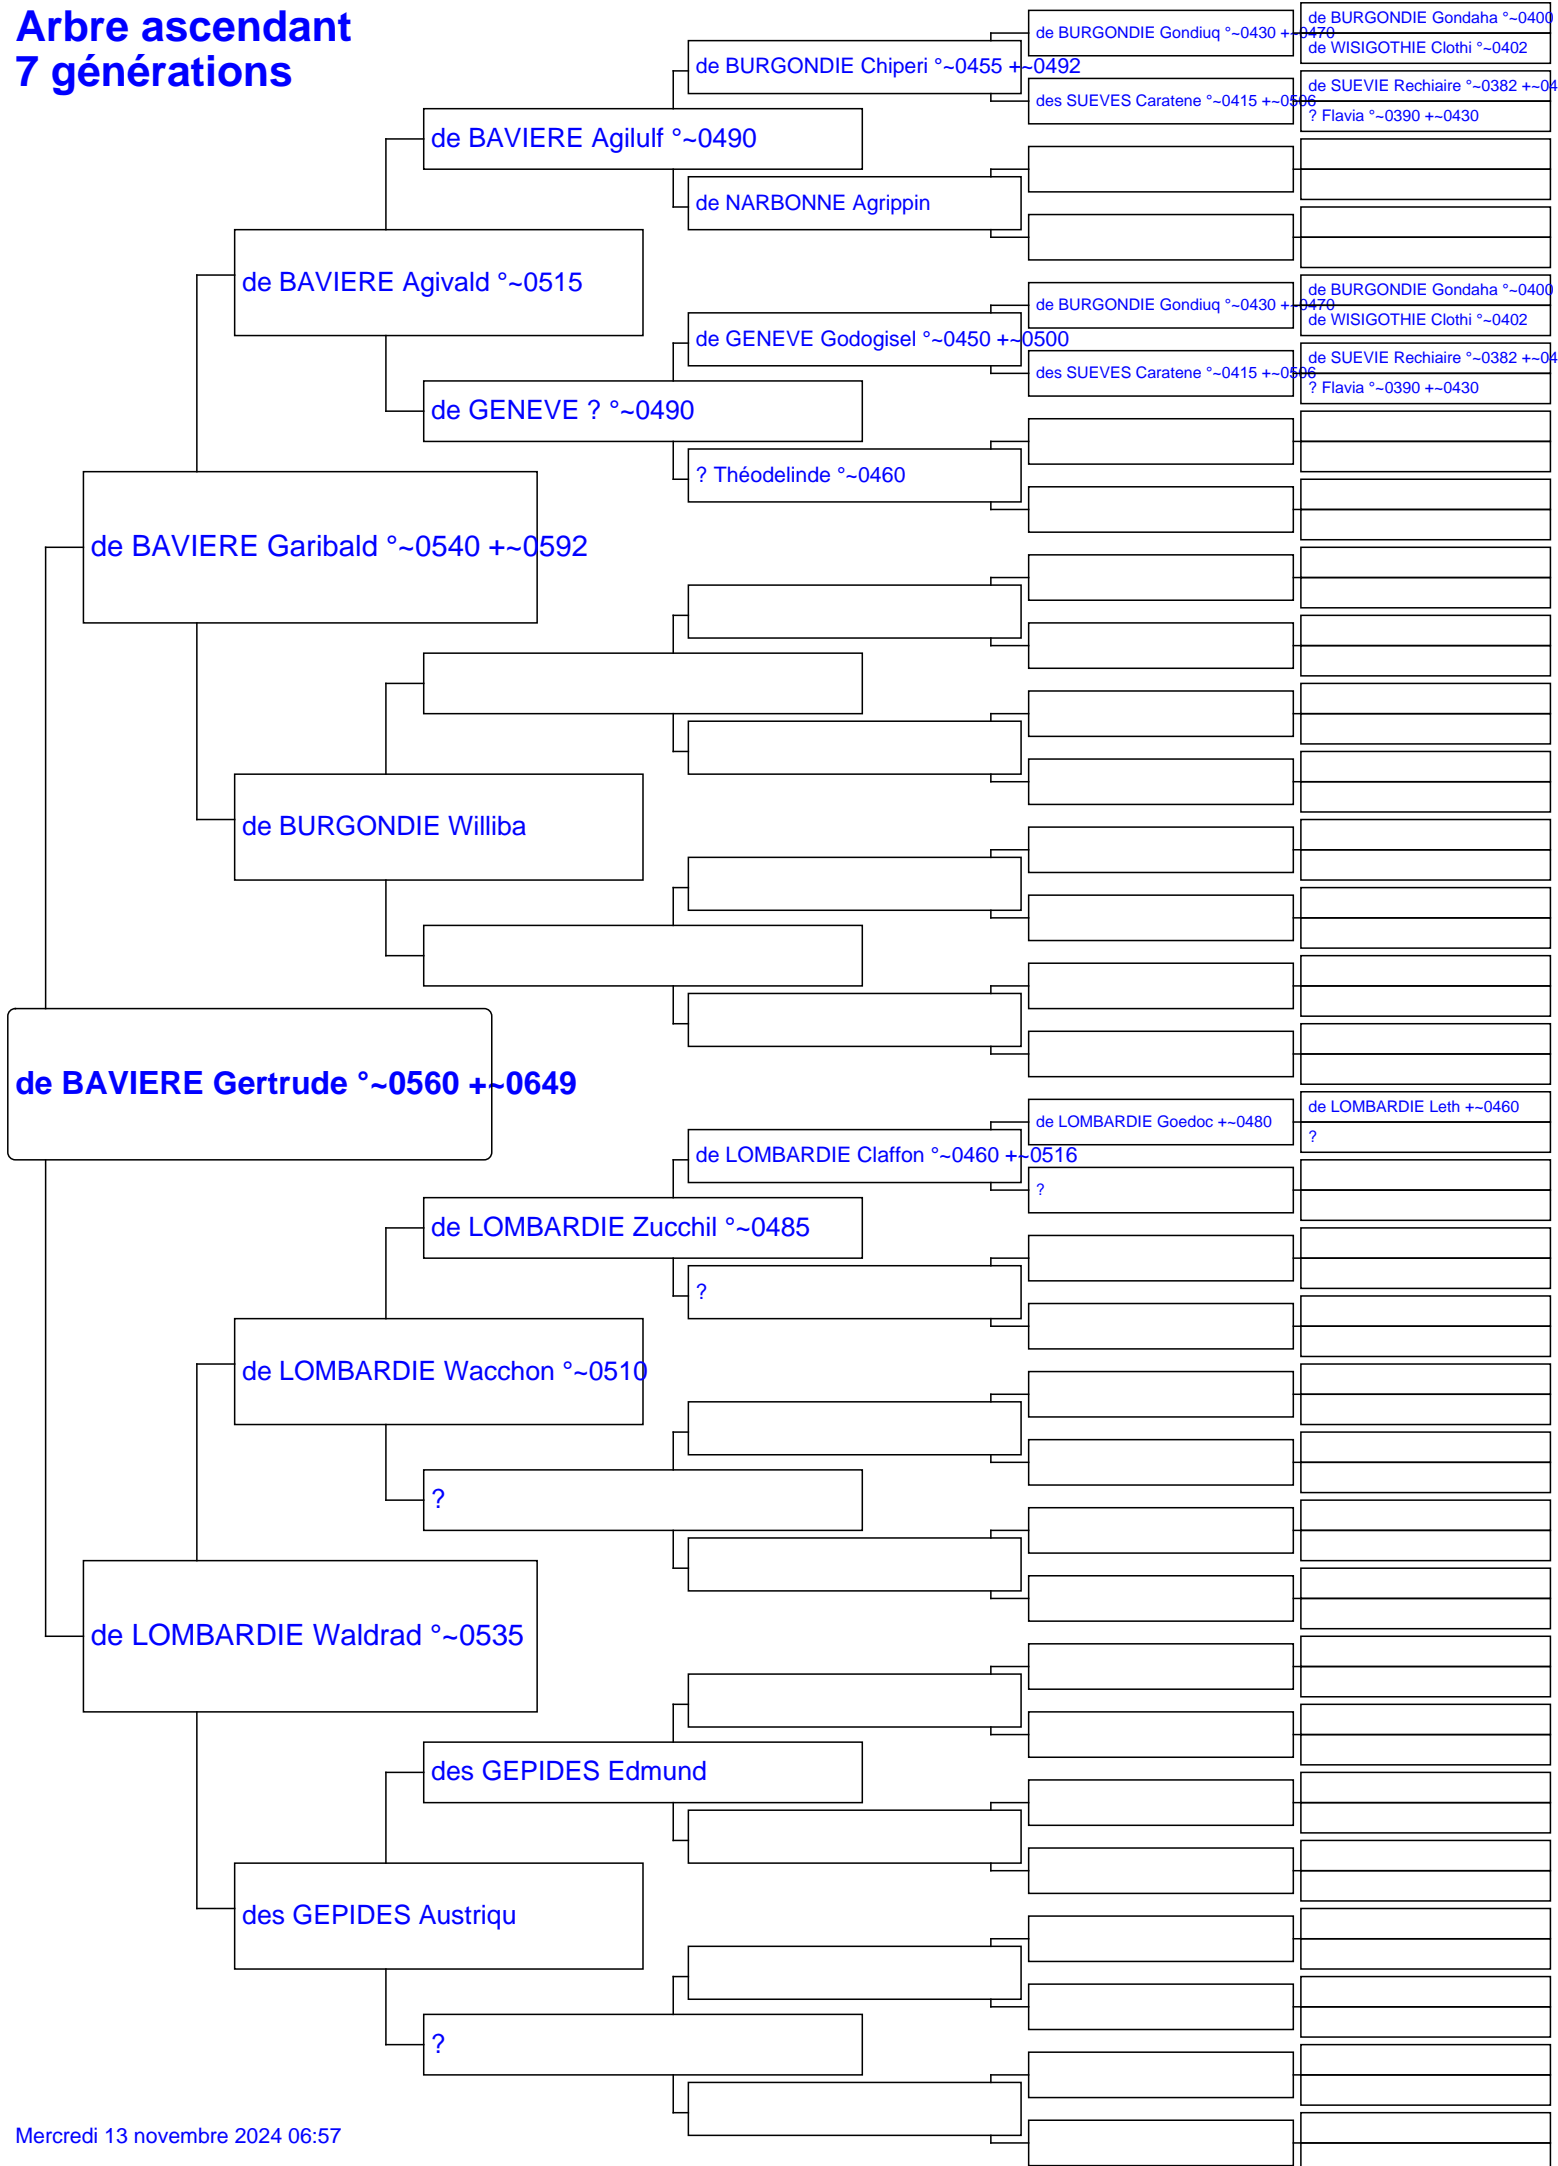 Arbre ascendant
7 générations
de BURGONDIE Gondaha °~0400
de BURGONDIE Gondiuq °~0430 +~0470
de WISIGOTHIE Clothi °~0402
de BURGONDIE Chiperi °~0455 +~0492
de SUEVIE Rechiaire °~0382 +~04
des SUEVES Caratene °~0415 +~0506
? Flavia °~0390 +~0430
de BAVIERE Agilulf °~0490
de NARBONNE Agrippin
de BAVIERE Agivald °~0515
de BURGONDIE Gondaha °~0400
de BURGONDIE Gondiuq °~0430 +~0470
de WISIGOTHIE Clothi °~0402
de GENEVE Godogisel °~0450 +~0500
de SUEVIE Rechiaire °~0382 +~04
des SUEVES Caratene °~0415 +~0506
? Flavia °~0390 +~0430
de GENEVE ? °~0490
? Théodelinde °~0460
de BAVIERE Garibald °~0540 +~0592
de BURGONDIE Williba
de BAVIERE Gertrude °~0560 +~0649
de LOMBARDIE Leth +~0460
de LOMBARDIE Goedoc +~0480
?
de LOMBARDIE Claffon °~0460 +~0516
?
de LOMBARDIE Zucchil °~0485
?
de LOMBARDIE Wacchon °~0510
?
de LOMBARDIE Waldrad °~0535
des GEPIDES Edmund
des GEPIDES Austriqu
?
Mercredi 13 novembre 2024 06:57